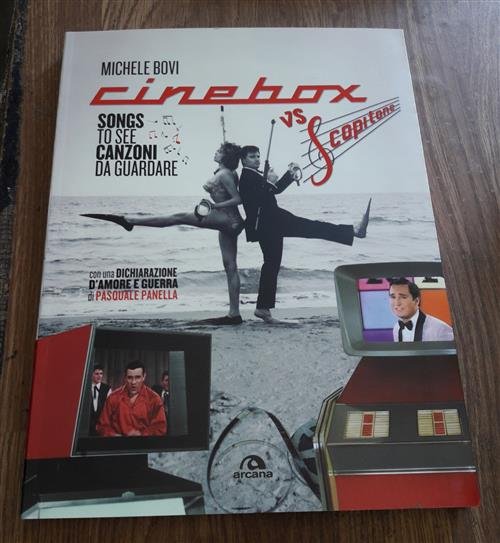 MICHELE BOVI
cinebox
vs Scopitone
SONGS
TO SEE
CANZONI
DA GUARDARE
con una DICHIARAZIONE
D'AMORE E GUERRA
di PASQUALE PANELLA
arcana